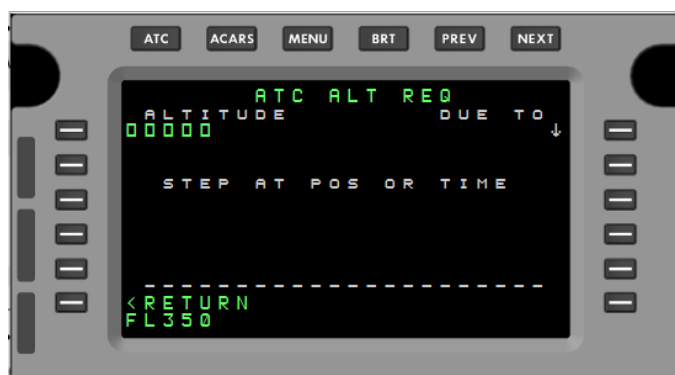 ATC ACARS MENU BRT PREV NEXT
ATC ALT REQ
ALTITUDE DUE TO
▯▯▯▯▯ ↓
STEP AT POS OR TIME
------------------------
<RETURN
FL350